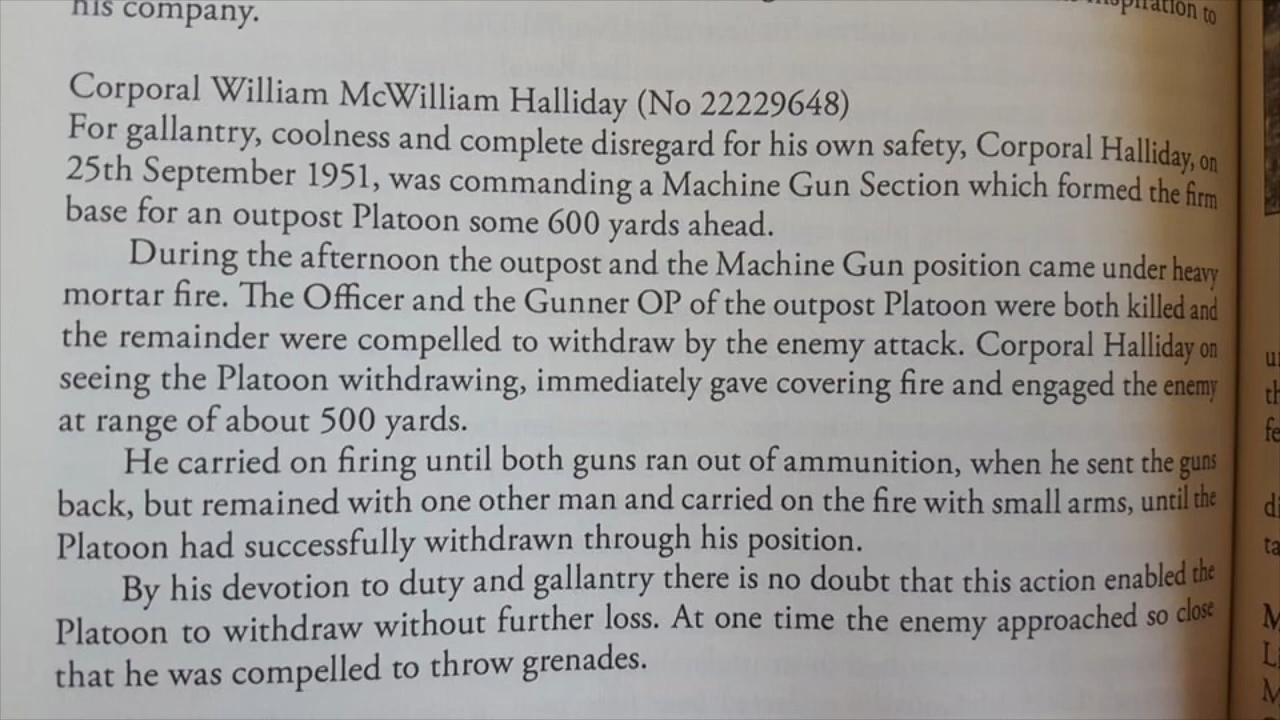 his company.
inspiration to
Corporal William McWilliam Halliday (No 22229648)
For gallantry, coolness and complete disregard for his own safety, Corporal Halliday, on
25th September 1951, was commanding a Machine Gun Section which formed the firm
base for an outpost Platoon some 600 yards ahead.
During the afternoon the outpost and the Machine Gun position came under heavy
mortar fire. The Officer and the Gunner OP of the outpost Platoon were both killed and
the remainder were compelled to withdraw by the enemy attack. Corporal Halliday on
seeing the Platoon withdrawing, immediately gave covering fire and engaged the enemy
at range of about 500 yards.
He carried on firing until both guns ran out of ammunition, when he sent the guns
back, but remained with one other man and carried on the fire with small arms, until the
Platoon had successfully withdrawn through his position.
By his devotion to duty and gallantry there is no doubt that this action enabled the
Platoon to withdraw without further loss. At one time the enemy approached so close
that he was compelled to throw grenades.